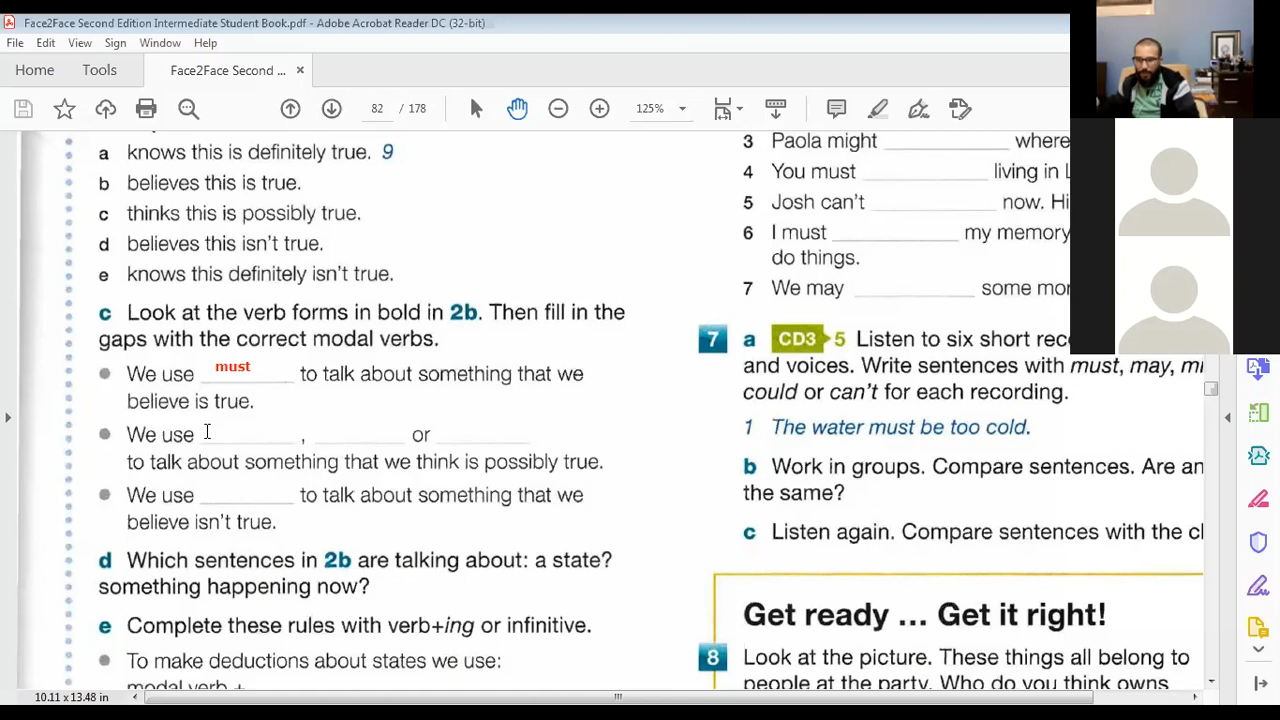 Face2Face Second Edition Intermediate Student Book.pdf - Adobe Acrobat Reader DC (32-bit)
File Edit View Sign Window Help
Home Tools Face2Face Second ... ×
82 / 178 125%
a knows this is definitely true. 9
b believes this is true.
c thinks this is possibly true.
d believes this isn't true.
e knows this definitely isn't true.
c Look at the verb forms in bold in 2b. Then fill in the
gaps with the correct modal verbs.
We use must to talk about something that we
believe is true.
We use , or
to talk about something that we think is possibly true.
We use to talk about something that we
believe isn't true.
d Which sentences in 2b are talking about: a state?
something happening now?
e Complete these rules with verb+ing or infinitive.
To make deductions about states we use:
modal verb +
3 Paola might where
4 You must living in
5 Josh can't now. Hi
6 I must my memory
do things.
7 We may some mor
7 a CD3 5 Listen to six short rec
and voices. Write sentences with must, may, mi
could or can't for each recording.
1 The water must be too cold.
b Work in groups. Compare sentences. Are an
the same?
c Listen again. Compare sentences with the cl
Get ready ... Get it right!
8 Look at the picture. These things all belong to
people at the party. Who do you think owns
10.11 x 13.48 in